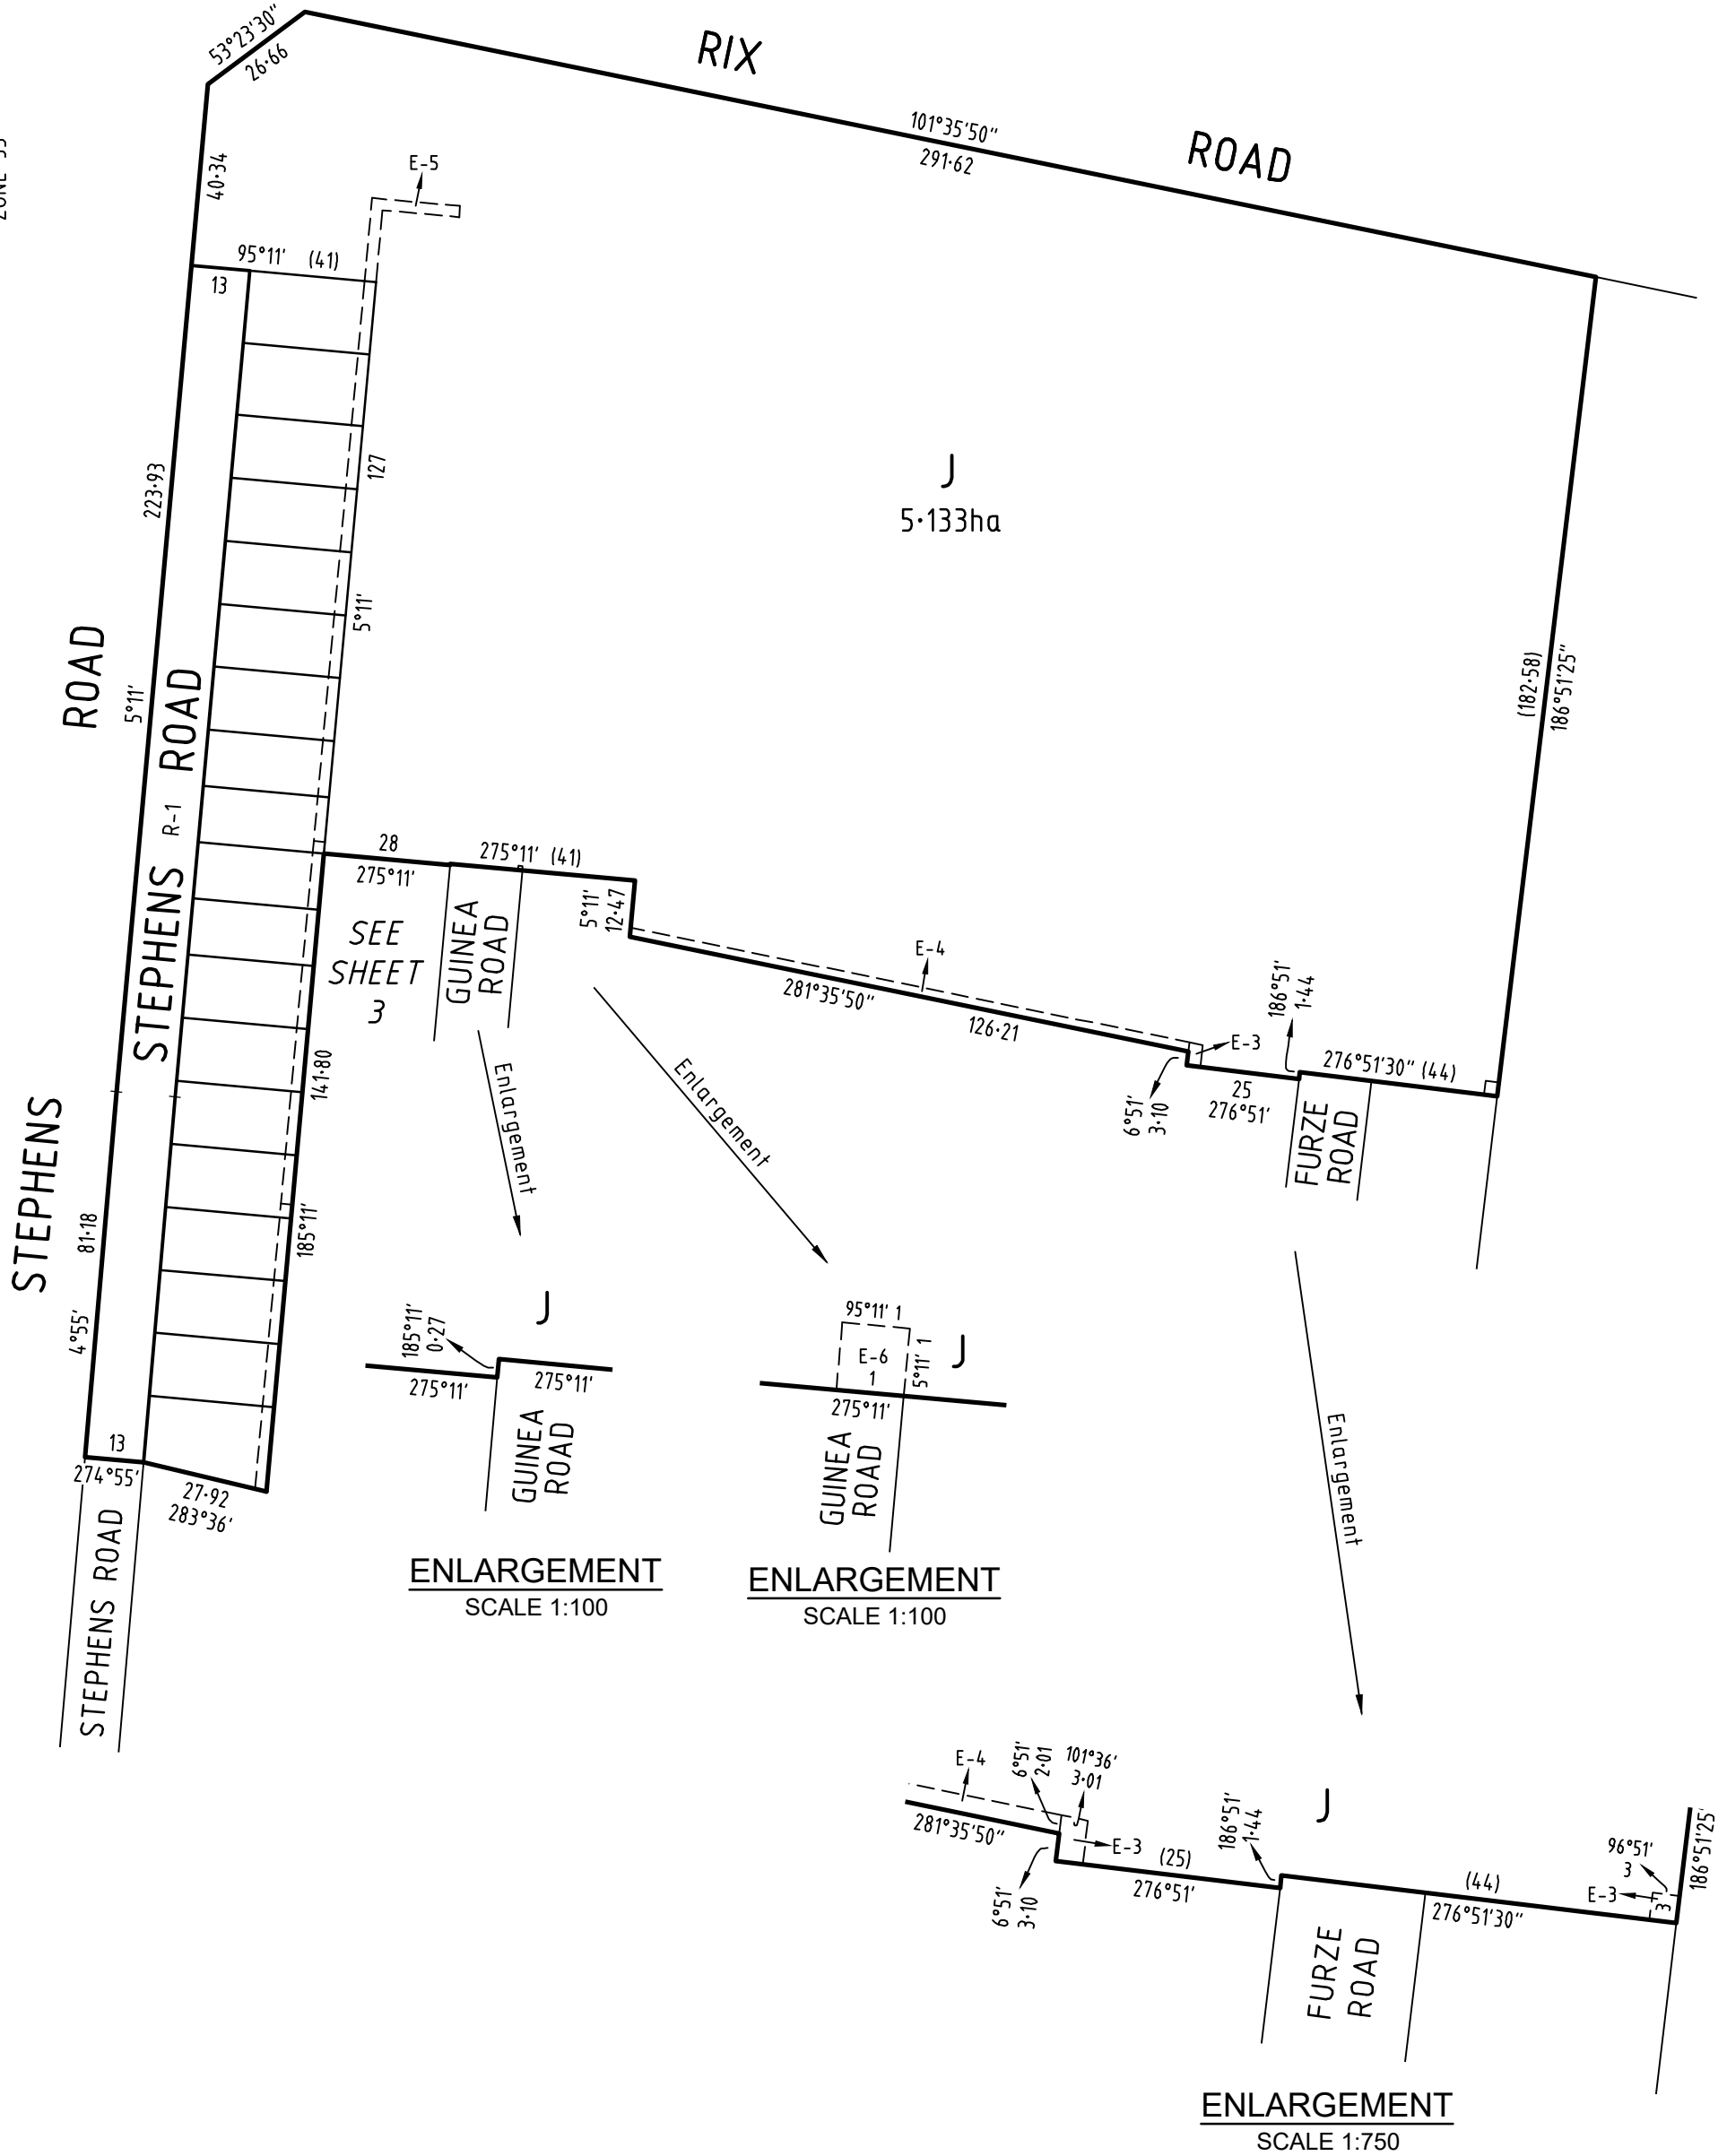 53°23'30"
26·66
RIX
ROAD
101°35'50"
291·62
40·34
E-5
95°11' (41)
13
J
5·133ha
127
5°11'
223·93
5°11'
ROAD
STEPHENS
STEPHENS R-1 ROAD
(182·58)
186°51'25"
28
275°11'
275°11' (41)
SEE
SHEET
3
GUINEA
ROAD
5°11'
12·47
E-4
281°35'50"
126·21
E-3
186°51'
1·44
6°51'
3·10
25
276°51'
276°51'30" (44)
FURZE
ROAD
141·80
185°11'
81·18
4°55'
13
274°55'
27·92
283°36'
STEPHENS ROAD
Enlargement
Enlargement
Enlargement
J
185°11'
0·27
275°11'
275°11'
GUINEA
ROAD
ENLARGEMENT
SCALE 1:100
95°11' 1
E-6
1
5°11' 1
J
275°11'
GUINEA
ROAD
ENLARGEMENT
SCALE 1:100
E-4
6°51'
2·01
101°36'
3·01
281°35'50"
E-3
6°51'
3·10
(25)
276°51'
186°51'
1·44
J
(44)
276°51'30"
96°51'
3
E-3
3
186°51'25"
FURZE
ROAD
ENLARGEMENT
SCALE 1:750